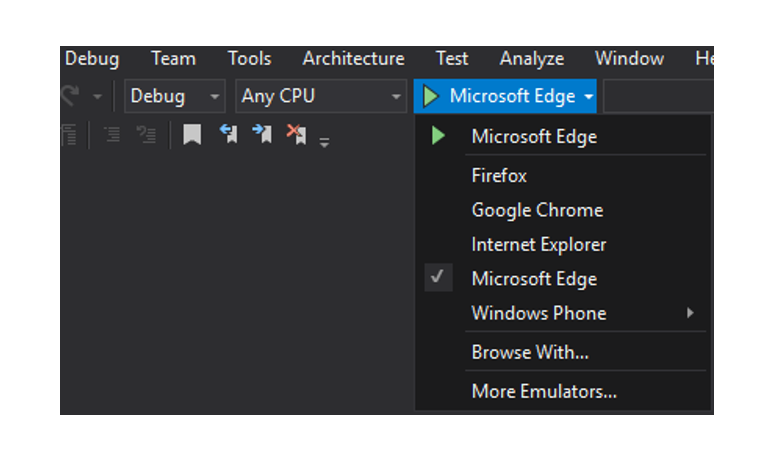 Debug Team Tools Architecture Test Analyze Window He
Debug Any CPU Microsoft Edge
Microsoft Edge
Firefox
Google Chrome
Internet Explorer
Microsoft Edge
Windows Phone
Browse With...
More Emulators...